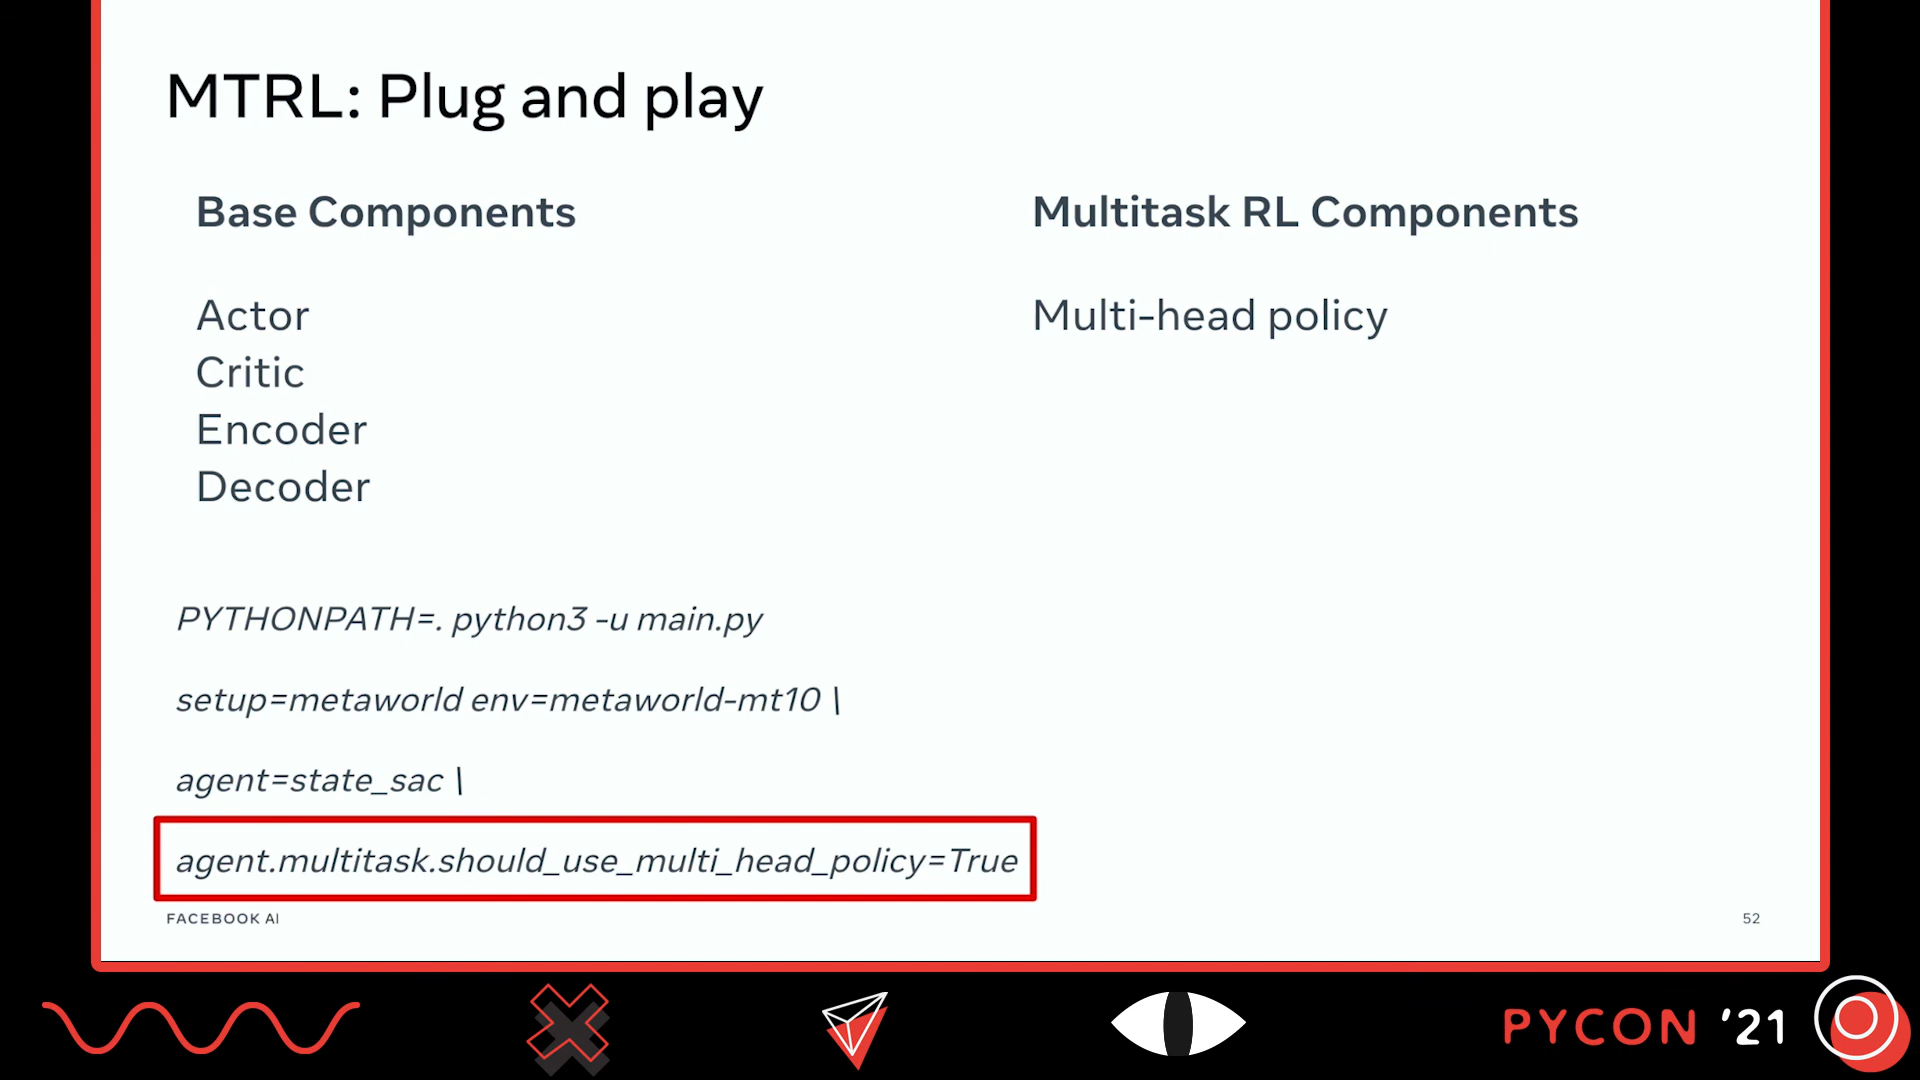 MTRL: Plug and play
Base Components
Actor
Critic
Encoder
Decoder
Multitask RL Components
Multi-head policy
PYTHONPATH=. python3 -u main.py
setup=metaworld env=metaworld-mt10 \
agent=state_sac \
agent.multitask.should_use_multi_head_policy=True
FACEBOOK AI
52
PYCON '21